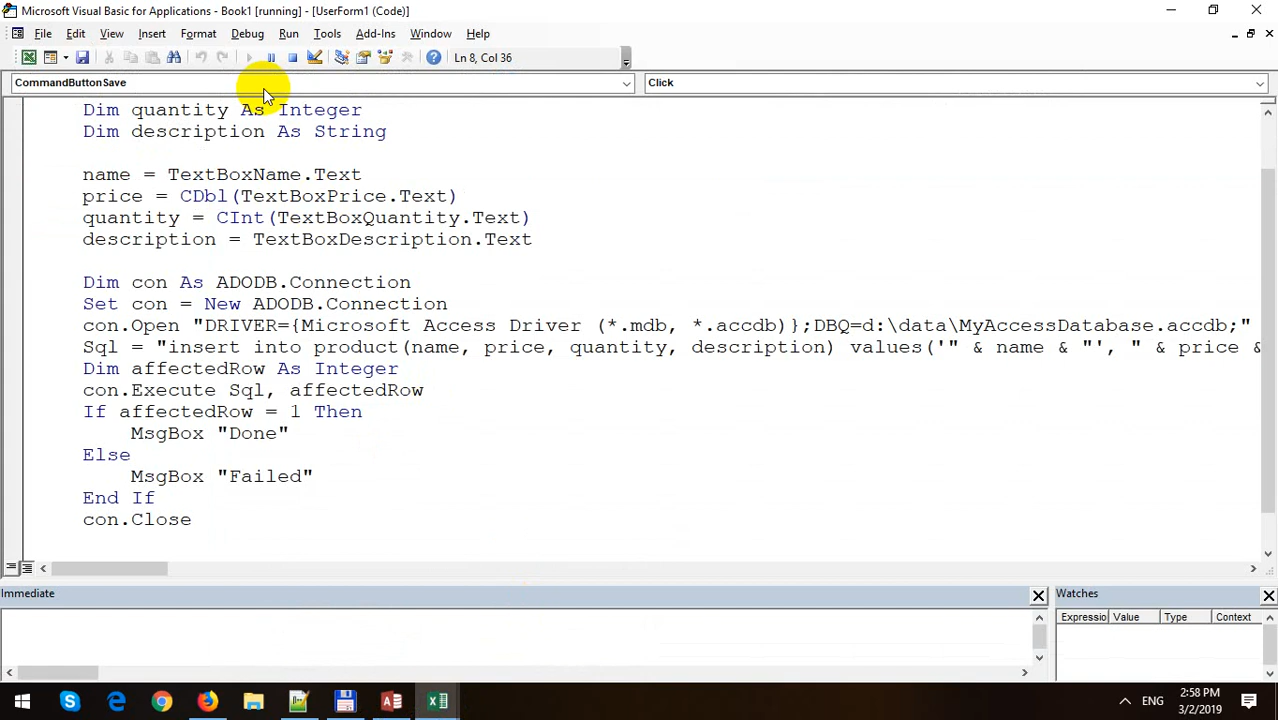 Microsoft Visual Basic for Applications - Book1 [running] - [UserForm1 (Code)]
File Edit View Insert Format Debug Run Tools Add-Ins Window Help
Ln 8, Col 36
CommandButtonSave
Click
Dim quantity As Integer
Dim description As String
name = TextBoxName.Text
price = CDbl(TextBoxPrice.Text)
quantity = CInt(TextBoxQuantity.Text)
description = TextBoxDescription.Text
Dim con As ADODB.Connection
Set con = New ADODB.Connection
con.Open "DRIVER={Microsoft Access Driver (*.mdb, *.accdb)};DBQ=d:\data\MyAccessDatabase.accdb;"
Sql = "insert into product(name, price, quantity, description) values('" & name & "', " & price &
Dim affectedRow As Integer
con.Execute Sql, affectedRow
If affectedRow = 1 Then
MsgBox "Done"
Else
MsgBox "Failed"
End If
con.Close
Immediate
Watches
Expressio Value Type Context
ENG
2:58 PM
3/2/2019